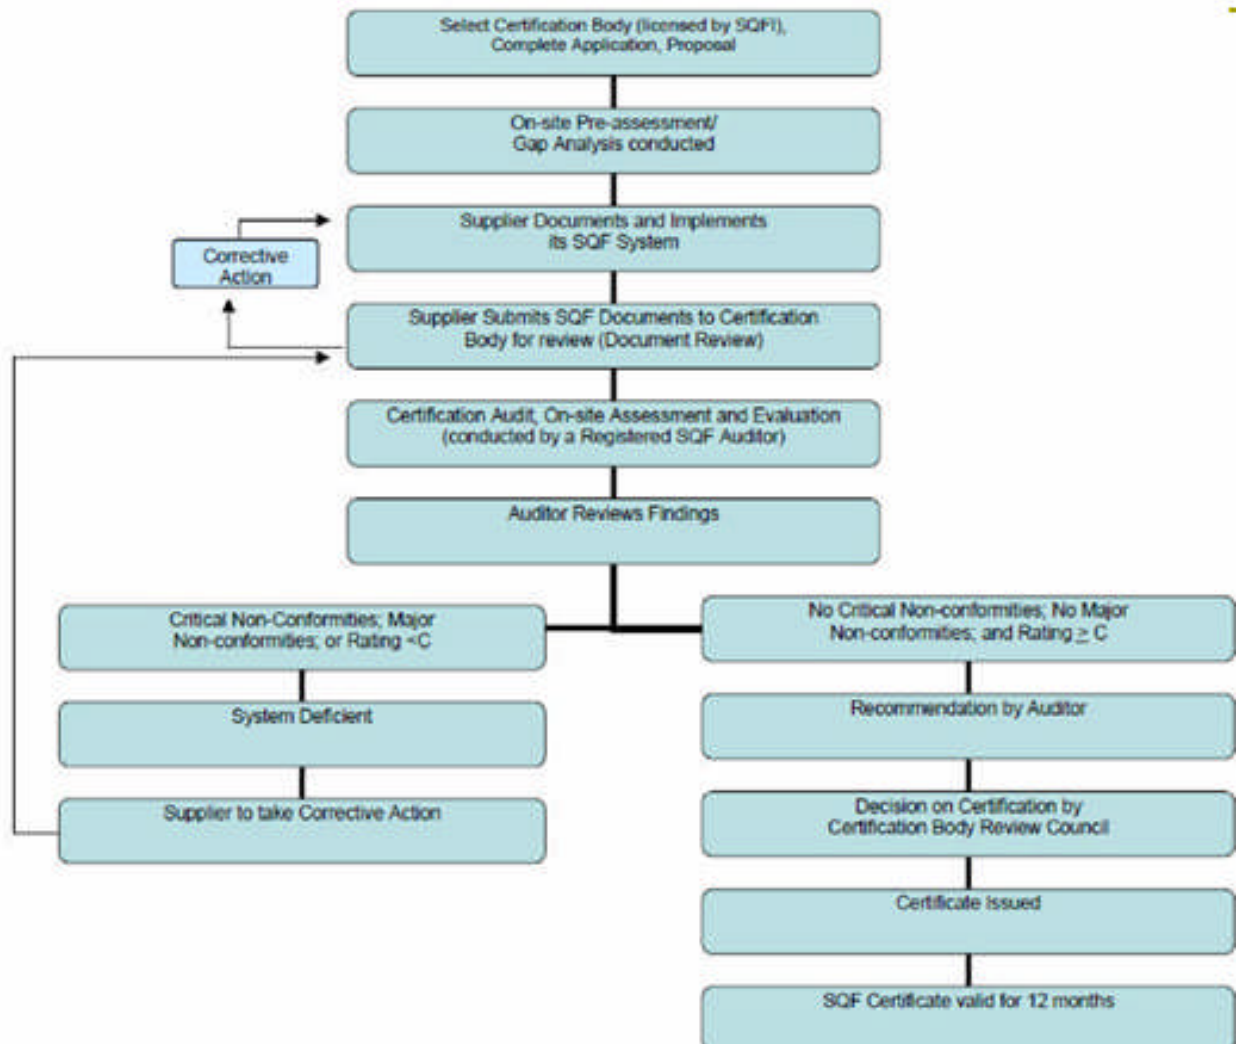 Select Certification Body (licensed by SQFI),
Complete Application, Proposal
On-site Pre-assessment/
Gap Analysis conducted
Supplier Documents and Implements
its SQF System
Corrective
Action
Supplier Submits SQF Documents to Certification
Body for review (Document Review)
Certification Audit, On-site Assessment and Evaluation
(conducted by a Registered SQF Auditor)
Auditor Reviews Findings
Critical Non-Conformities; Major
Non-conformities; or Rating <C
System Deficient
Supplier to take Corrective Action
No Critical Non-conformities; No Major
Non-conformities; and Rating ≥ C
Recommendation by Auditor
Decision on Certification by
Certification Body Review Council
Certificate Issued
SQF Certificate valid for 12 months